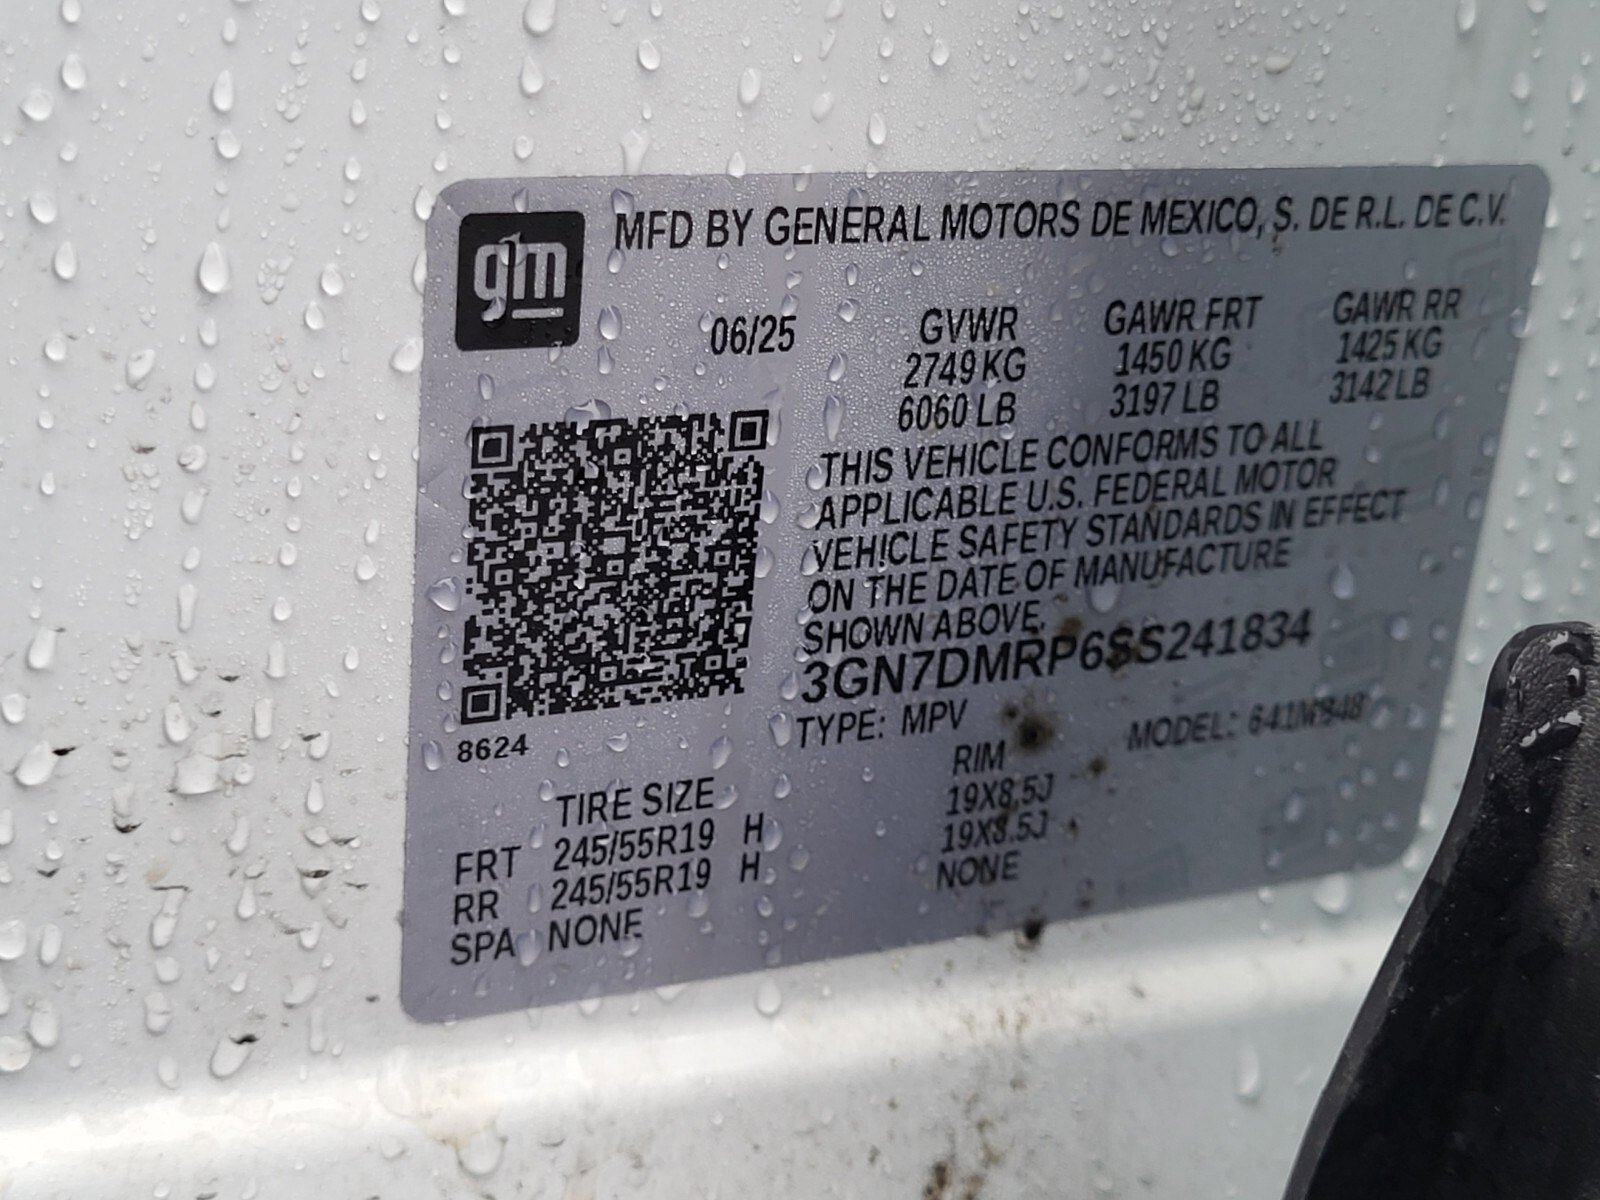 gm
MFD BY GENERAL MOTORS DE MEXICO, S. DE R.L. DE C.V.
06/25 GVWR GAWR FRT GAWR RR
2749 KG 1450 KG 1425 KG
6060 LB 3197 LB 3142 LB
THIS VEHICLE CONFORMS TO ALL
APPLICABLE U.S. FEDERAL MOTOR
VEHICLE SAFETY STANDARDS IN EFFECT
ON THE DATE OF MANUFACTURE
SHOWN ABOVE.
3GN7DMRP6SS241834
TYPE: MPV MODEL:
8624
TIRE SIZE RIM
FRT 245/55R19 H 19X8.5J
RR 245/55R19 H 19X8.5J
SPA NONE NONE